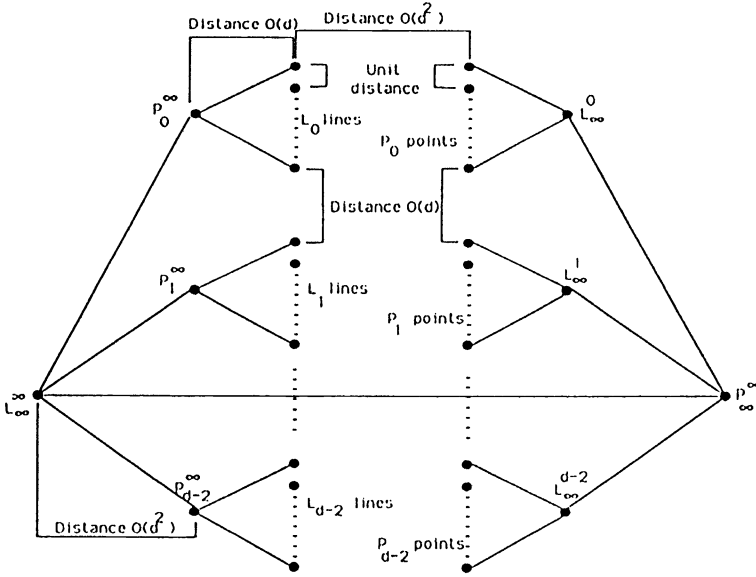 Distance O(d)
Distance O(d²)
Unit
distance
P₀^∞
L₀ lines
P₀ points
L_∞^0
Distance O(d)
P₁^∞
L₁ lines
P₁ points
L_∞^1
L_∞^∞
P_∞^∞
P_{d-2}^∞
L_{d-2} lines
P_{d-2} points
L_∞^{d-2}
Distance O(d²)